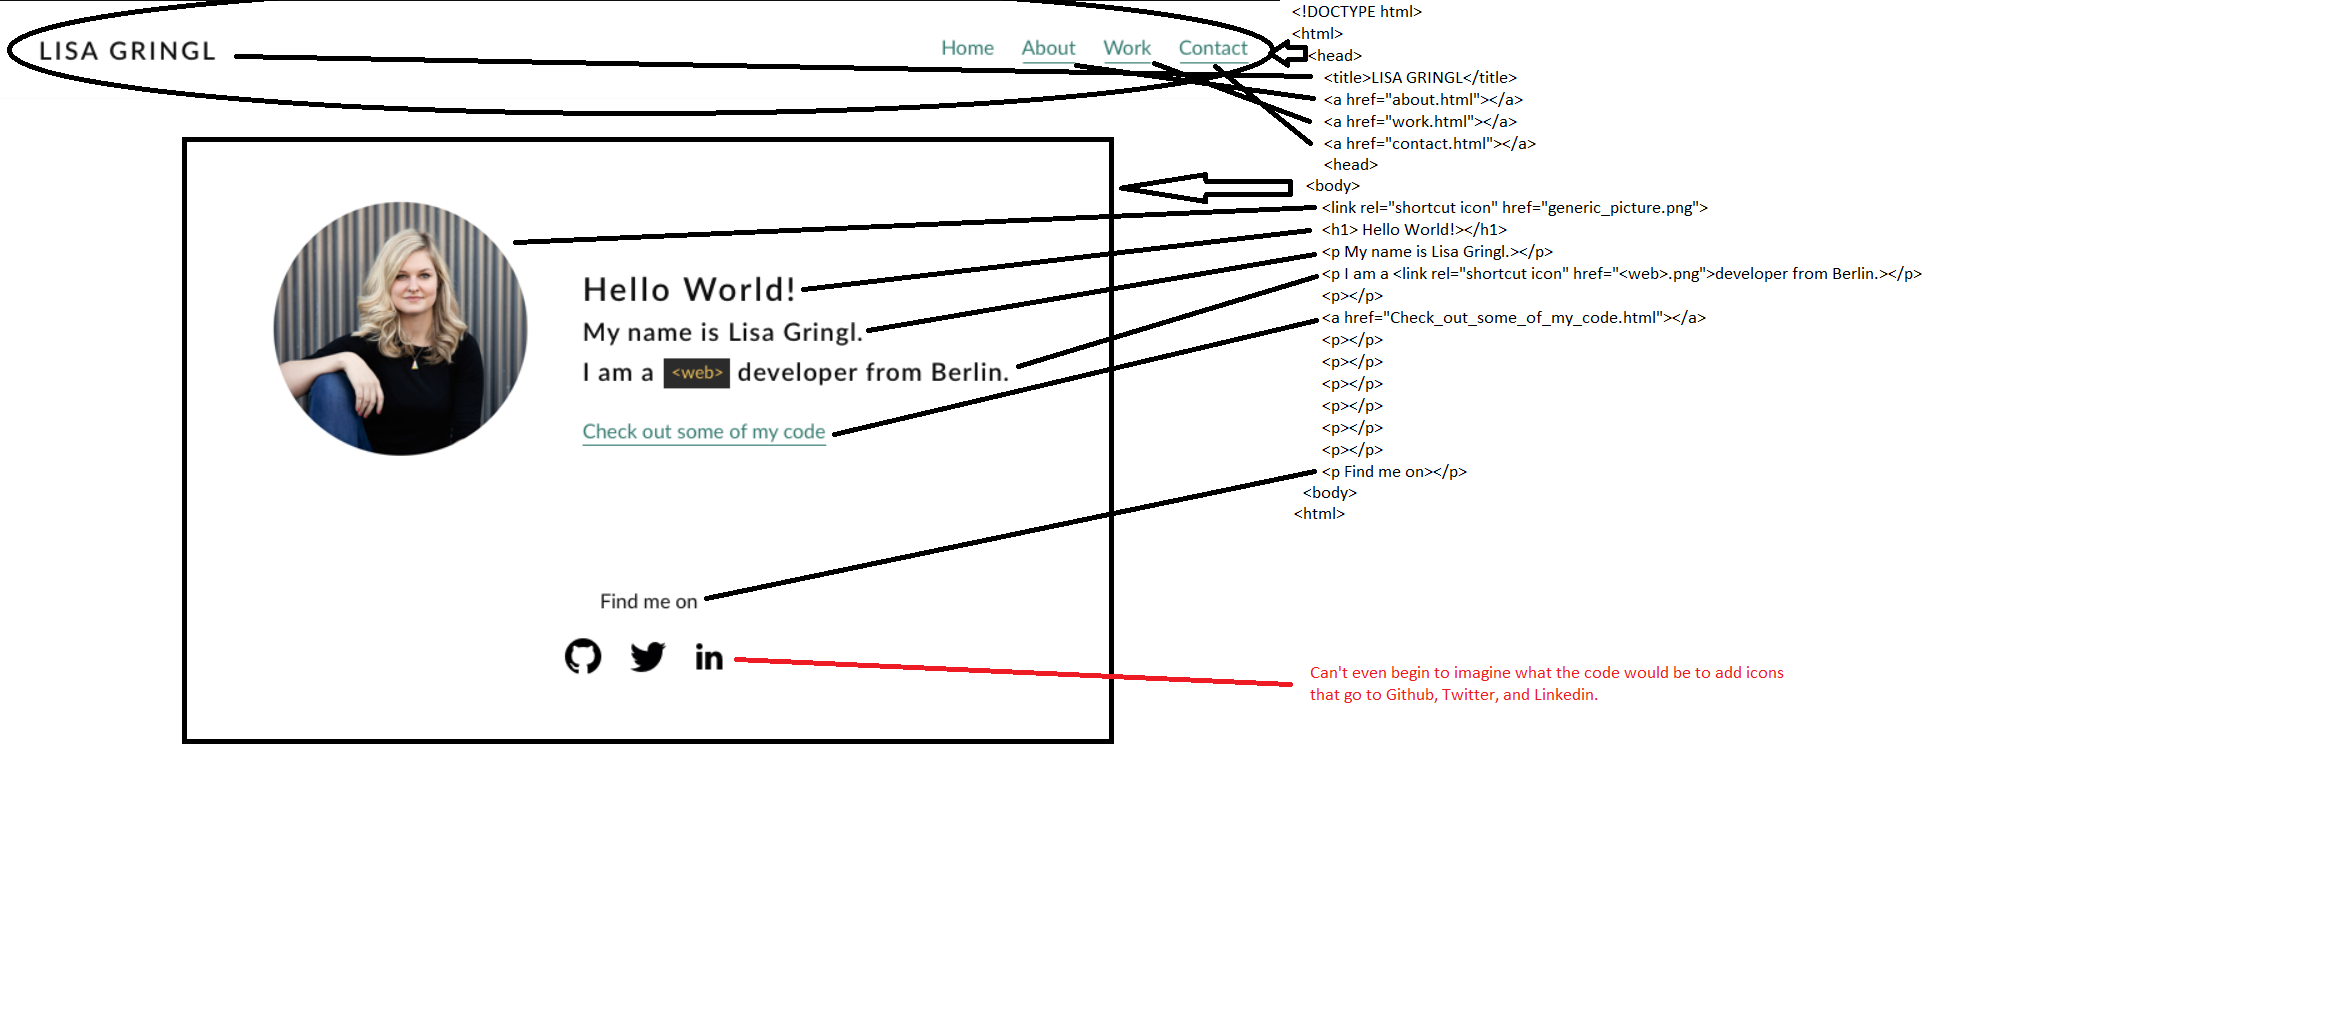 LISA GRINGL
Home About Work Contact
Hello World!
My name is Lisa Gringl.
I am a <web> developer from Berlin.
Check out some of my code
Find me on
in
<!DOCTYPE html>
<html>
<head>
<title>LISA GRINGL</title>
<a href="about.html"></a>
<a href="work.html"></a>
<a href="contact.html"></a>
<head>
<body>
<link rel="shortcut icon" href="generic_picture.png">
<h1> Hello World!></h1>
<p My name is Lisa Gringl.></p>
<p I am a <link rel="shortcut icon" href="<web>.png">developer from Berlin.></p>
<p></p>
<a href="Check_out_some_of_my_code.html"></a>
<p></p>
<p></p>
<p></p>
<p></p>
<p></p>
<p></p>
<p Find me on></p>
<body>
<html>
Can't even begin to imagine what the code would be to add icons
that go to Github, Twitter, and Linkedin.